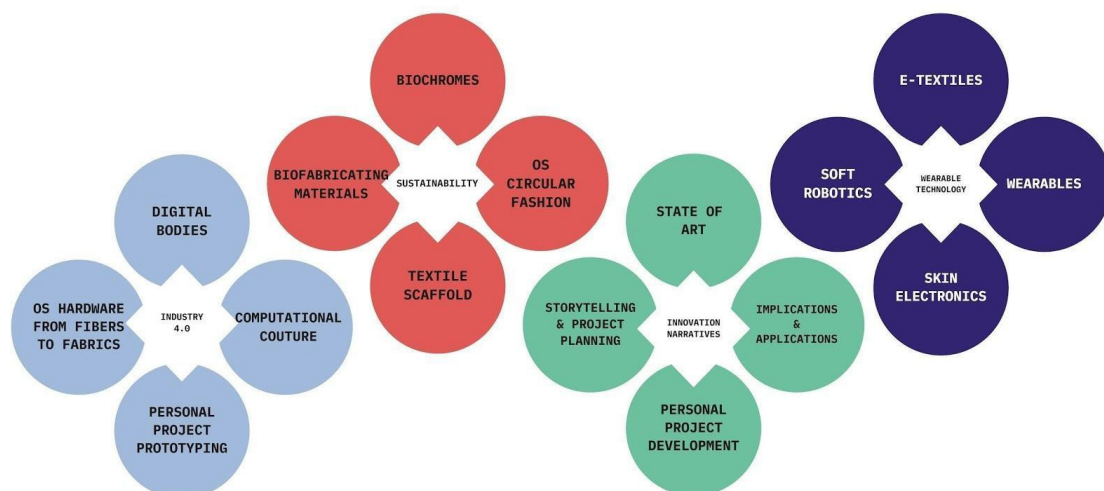 DIGITAL
BODIES
OS HARDWARE
FROM FIBERS
TO FABRICS
INDUSTRY
4.0
COMPUTATIONAL
COUTURE
PERSONAL
PROJECT
PROTOTYPING
BIOCHROMES
BIOFABRICATING
MATERIALS
SUSTAINABILITY
OS
CIRCULAR
FASHION
TEXTILE
SCAFFOLD
STATE OF
ART
STORYTELLING
& PROJECT
PLANNING
INNOVATION
NARRATIVES
IMPLICATIONS
&
APPLICATIONS
PERSONAL
PROJECT
DEVELOPMENT
E-TEXTILES
SOFT
ROBOTICS
WEARABLE
TECHNOLOGY
WEARABLES
SKIN
ELECTRONICS